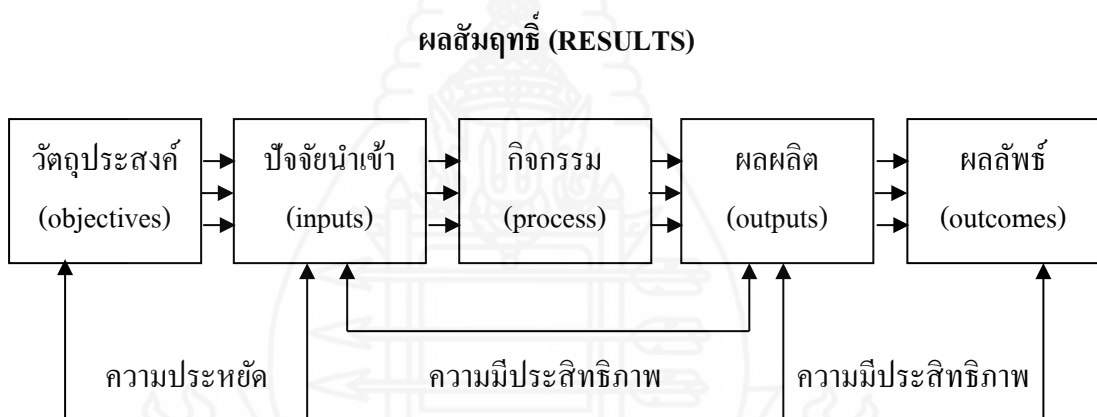 ผลสัมฤทธิ์ (RESULTS)
วัตถุประสงค์
(objectives)
ปัจจัยนำเข้า
(inputs)
กิจกรรม
(process)
ผลผลิต
(outputs)
ผลลัพธ์
(outcomes)
ความประหยัด
ความมีประสิทธิภาพ
ความมีประสิทธิภาพ